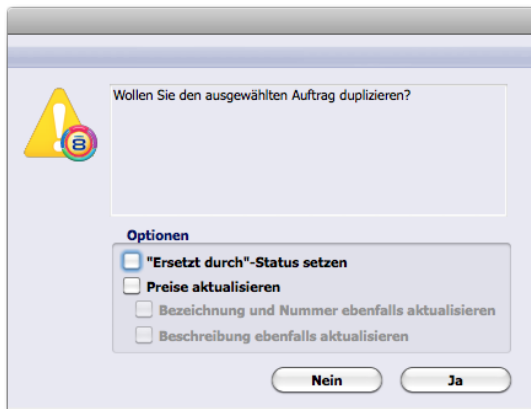 Wollen Sie den ausgewählten Auftrag duplizieren?
Optionen
"Ersetzt durch"-Status setzen
Preise aktualisieren
Bezeichnung und Nummer ebenfalls aktualisieren
Beschreibung ebenfalls aktualisieren
Nein Ja